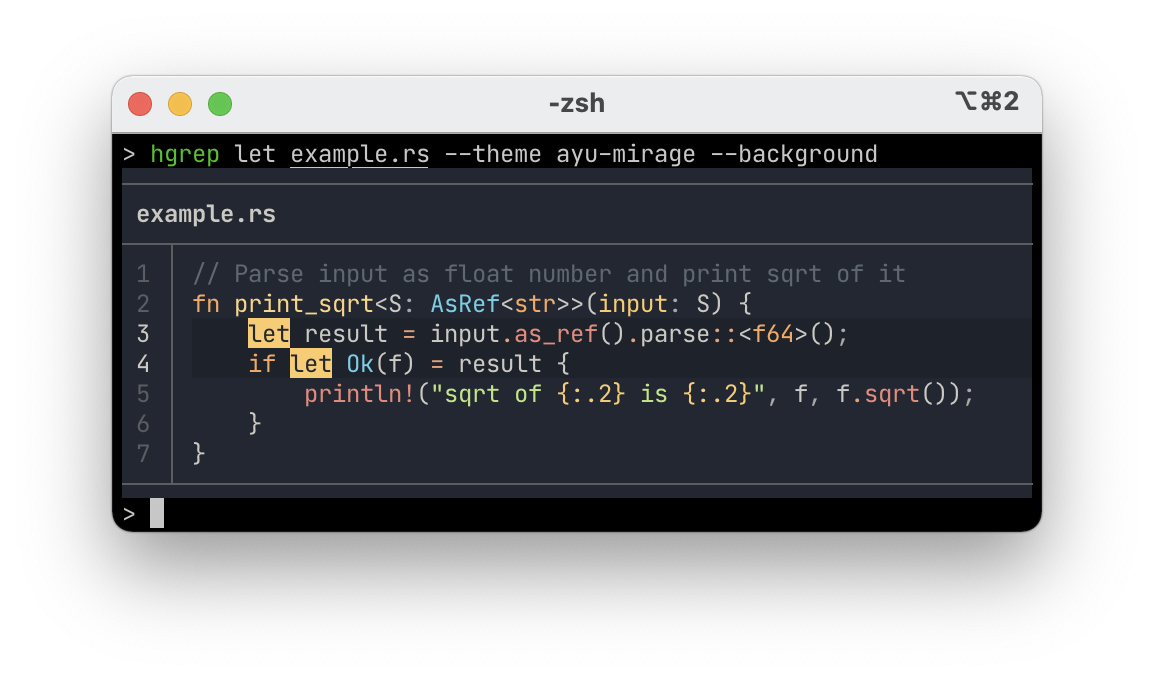 -zsh
⌥⌘2
> hgrep let example.rs --theme ayu-mirage --background
example.rs
1 // Parse input as float number and print sqrt of it
2 fn print_sqrt<S: AsRef<str>>(input: S) {
3     let result = input.as_ref().parse::<f64>();
4     if let Ok(f) = result {
5         println!("sqrt of {:.2} is {:.2}", f, f.sqrt());
6     }
7 }
>